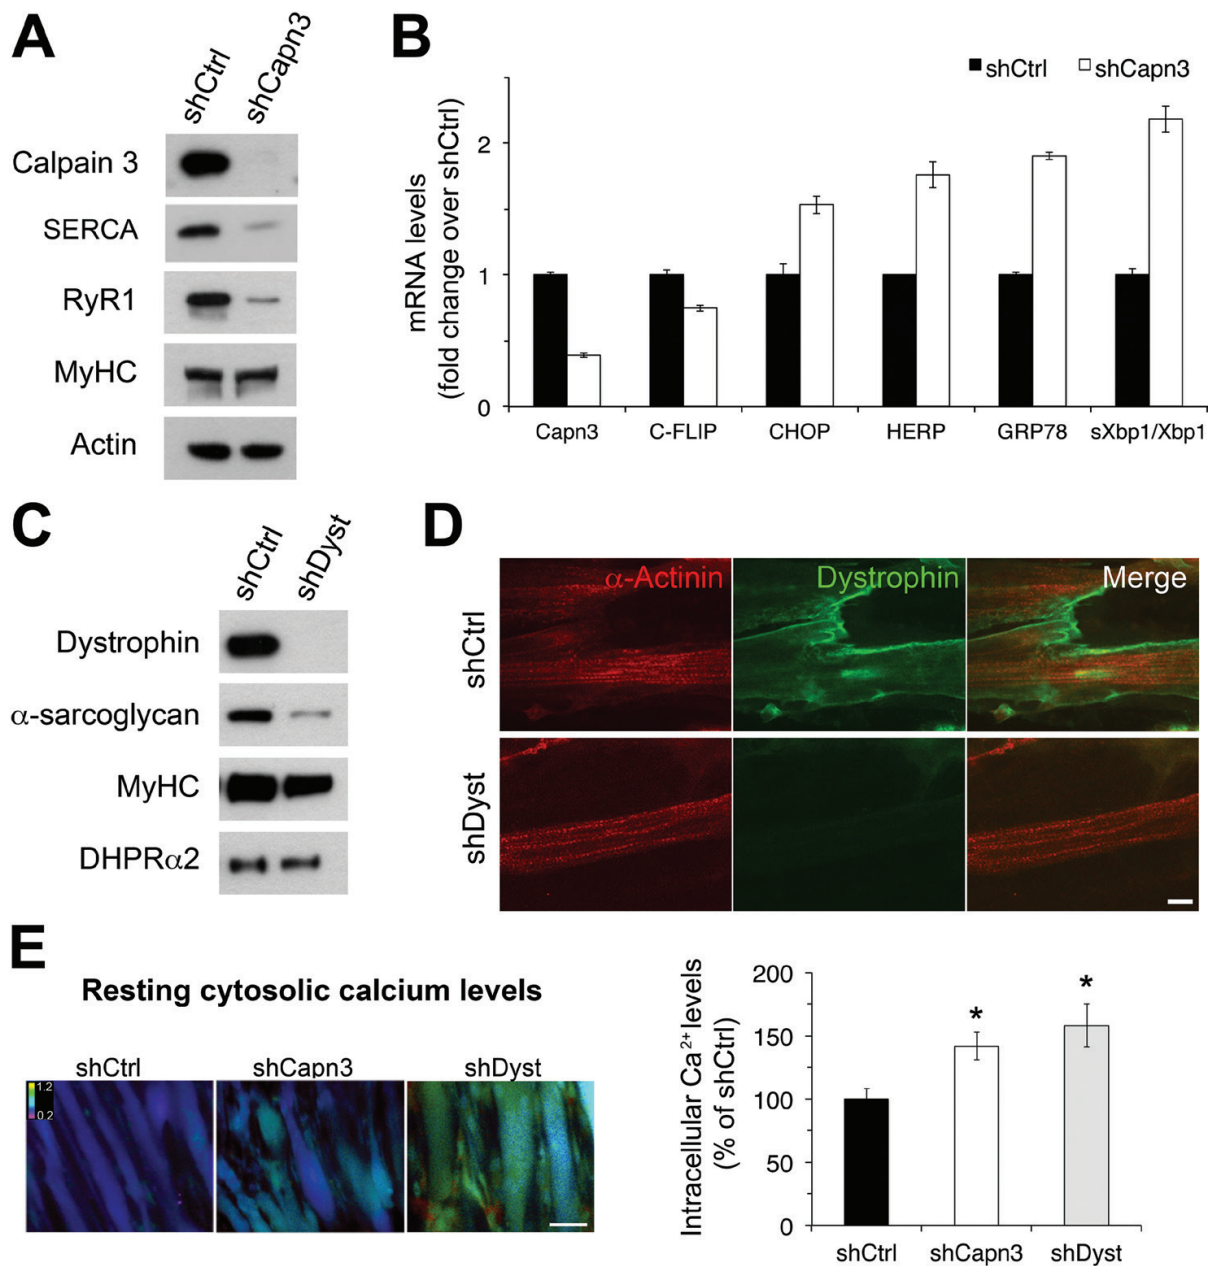 A
shCtrl
shCapn3
Calpain 3
SERCA
RyR1
MyHC
Actin
B
shCtrl
shCapn3
mRNA levels
(fold change over shCtrl)
2
1
0
Capn3
C-FLIP
CHOP
HERP
GRP78
sXbp1/Xbp1
C
shCtrl
shDyst
Dystrophin
α-sarcoglycan
MyHC
DHPRα2
D
α-Actinin
Dystrophin
Merge
shCtrl
shDyst
E
Resting cytosolic calcium levels
shCtrl
shCapn3
shDyst
1.2
0.2
Intracellular Ca²⁺ levels
(% of shCtrl)
200
150
100
50
0
*
*
shCtrl
shCapn3
shDyst